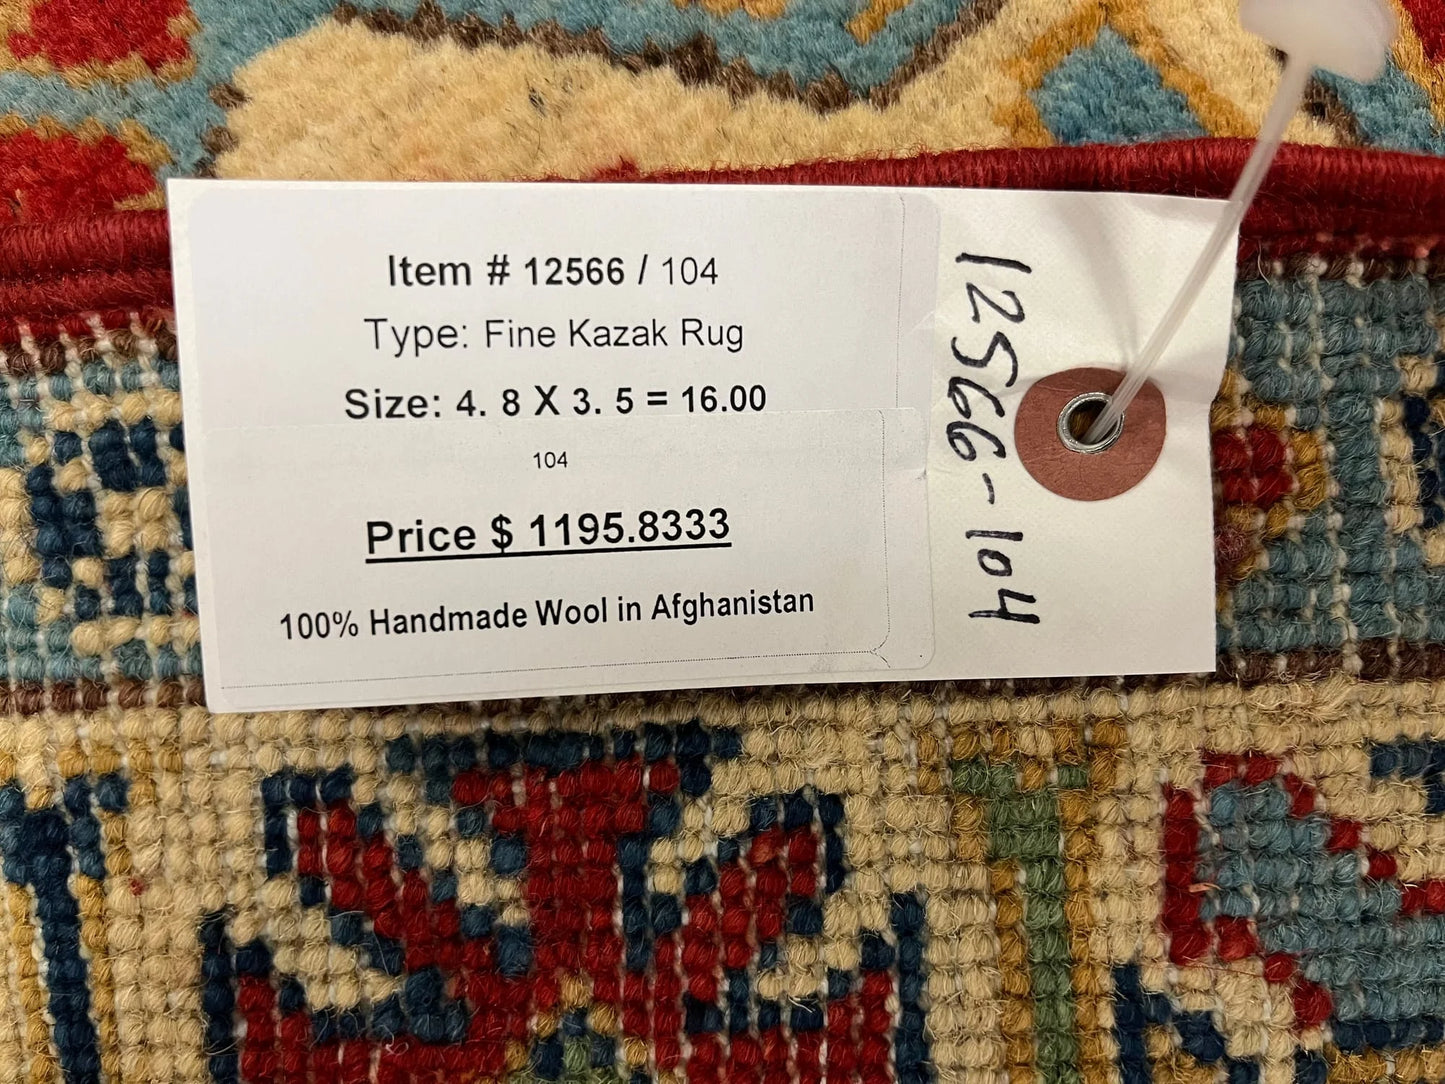 Item # 12566 / 104
Type: Fine Kazak Rug
Size: 4. 8 X 3. 5 = 16.00
104
Price $ 1195.8333
100% Handmade Wool in Afghanistan
12566-104